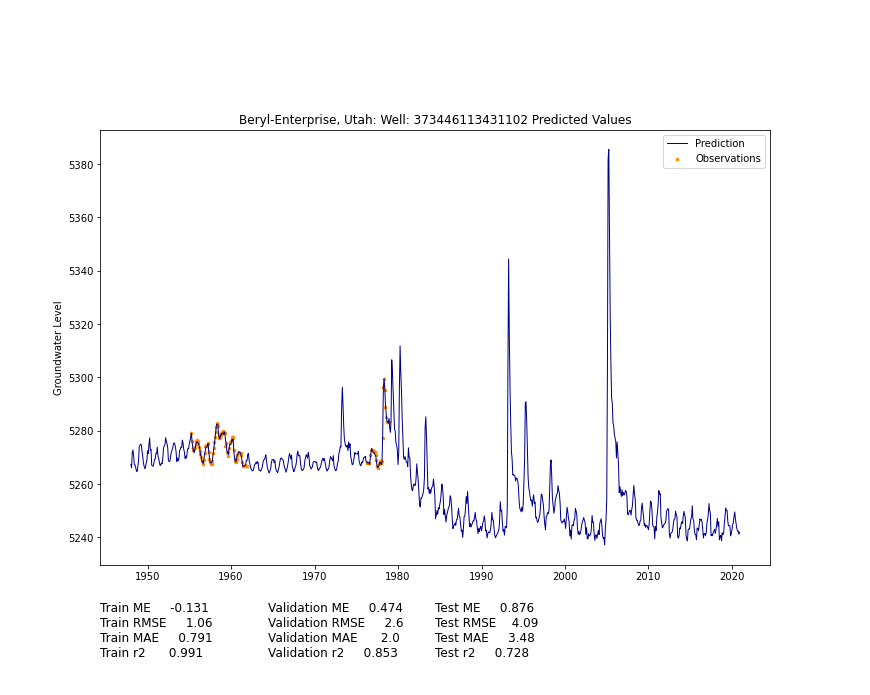 Beryl-Enterprise, Utah: Well: 373446113431102 Predicted Values
Prediction
Observations
Groundwater Level
5380
5360
5340
5320
5300
5280
5260
5240
1950 1960 1970 1980 1990 2000 2010 2020
Train ME -0.131 Validation ME 0.474 Test ME 0.876
Train RMSE 1.06 Validation RMSE 2.6 Test RMSE 4.09
Train MAE 0.791 Validation MAE 2.0 Test MAE 3.48
Train r2 0.991 Validation r2 0.853 Test r2 0.728